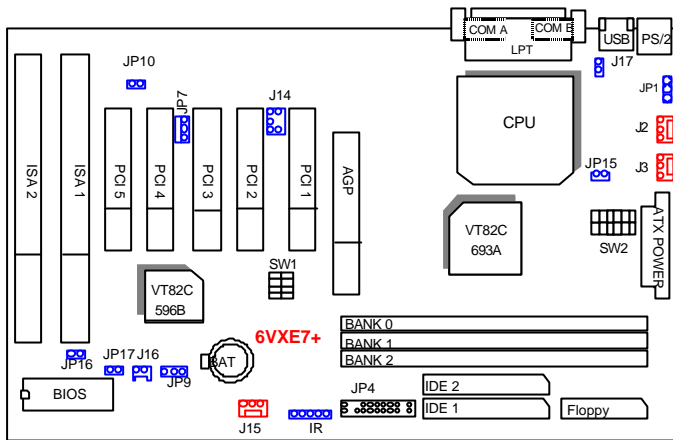 COM A
COM B
LPT
USB
PS/2
J17
JP10
JP7
J14
JP1
J2
J3
CPU
JP15
ISA 2
ISA 1
PCI 5
PCI 4
PCI 3
PCI 2
PCI 1
AGP
VT82C
693A
SW2
ATX POWER
VT82C
596B
SW1
6VXE7+
BANK 0
BANK 1
BANK 2
JP16
JP17
J16
JP9
BAT
BIOS
J15
IR
JP4
IDE 2
IDE 1
Floppy